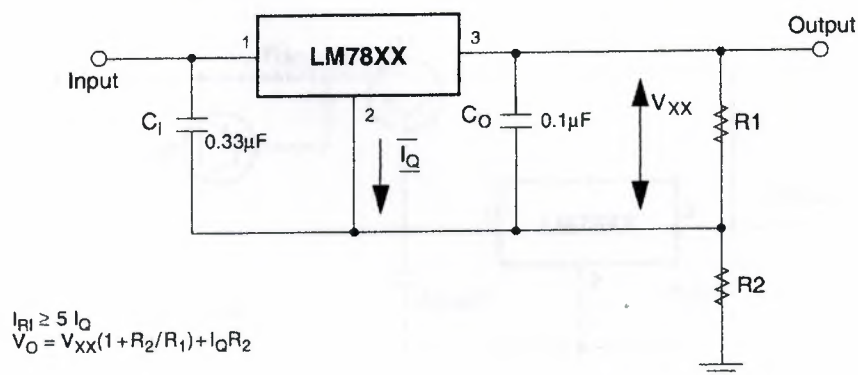 Input
1
LM78XX
3
Output
2
C_I
0.33μF
I_Q
C_O
0.1μF
V_XX
R1
R2
I_RI ≥ 5 I_Q
V_O = V_XX(1+R_2/R_1)+I_QR_2